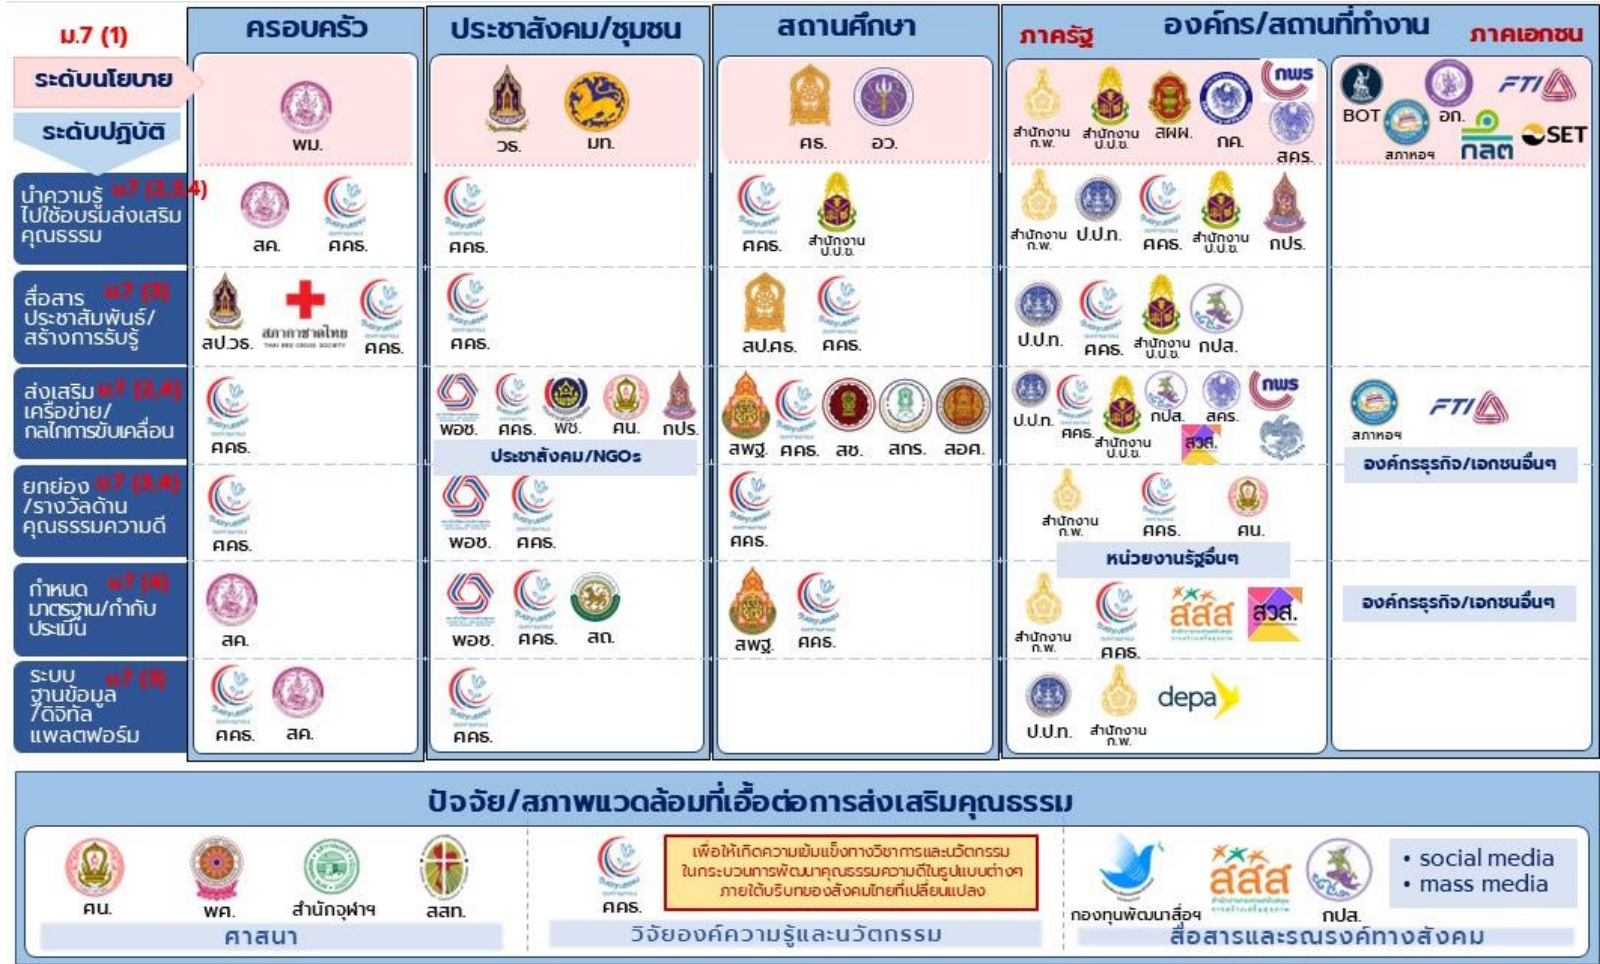 ม.7 (1)
ครอบครัว
ประชาสังคม/ชุมชน
สถานศึกษา
ภาครัฐ
องค์กร/สถานที่ทำงาน
ภาคเอกชน
ระดับนโยบาย
ระดับปฏิบัติ
พม.
วธ.
มท.
ศธ.
อว.
สำนักงาน
ก.พ.
สำนักงาน
ป.ป.ช.
สผผ.
กค.
กพร
สคร.
BOT
สภาหอฯ
อก.
กลต
FTI
SET
นำความรู้ ม.7 (2,3,4)
ไปใช้อบรมส่งเสริม
คุณธรรม
สค.
ศคธ.
ศคธ.
ศคธ.
สำนักงาน
ป.ป.ช.
สำนักงาน
ก.พ.
ป.ป.ท.
ศคธ.
สำนักงาน
ป.ป.ช.
กปร.
สื่อสาร ม.7 (3)
ประชาสัมพันธ์/
สร้างการรับรู้
สป.วธ.
สภากาชาดไทย
THAI RED CROSS SOCIETY
ศคธ.
ศคธ.
สป.ศธ.
ศคธ.
ป.ป.ท.
ศคธ.
สำนักงาน
ป.ป.ช.
กปส.
ส่งเสริม ม.7 (2,4)
เครือข่าย/
กลไกการขับเคลื่อน
ศคธ.
พอช.
ศคธ.
พช.
ศน.
กปร.
ประชาสังคม/NGOs
สพฐ.
ศคธ.
สช.
สกร.
สอศ.
ป.ป.ท.
ศคธ.
สำนักงาน
ป.ป.ช.
กปส.
สวส.
สคร.
กพร
สภาหอฯ
FTI
องค์กรธุรกิจ/เอกชนอื่นๆ
ยกย่อง ม.7 (3,4)
/รางวัลด้าน
คุณธรรมความดี
ศคธ.
พอช.
ศคธ.
ศคธ.
สำนักงาน
ก.พ.
ศคธ.
ศน.
หน่วยงานรัฐอื่นๆ
กำหนด ม.7 (4)
มาตรฐาน/กำกับ
ประเมิน
สค.
พอช.
ศคธ.
สถ.
สพฐ.
ศคธ.
สำนักงาน
ก.พ.
ศคธ.
สสส
สวส.
องค์กรธุรกิจ/เอกชนอื่นๆ
ระบบ ม.7 (5)
ฐานข้อมูล
/ดิจิทัล
แพลตฟอร์ม
ศคธ.
สค.
ศคธ.
ป.ป.ท.
สำนักงาน
ก.พ.
depa
ปัจจัย/สภาพแวดล้อมที่เอื้อต่อการส่งเสริมคุณธรรม
ศน.
พศ.
สำนักจุฬาฯ
สสท.
ศาสนา
ศคธ.
เพื่อให้เกิดความเข้มแข็งทางวิชาการและนวัตกรรม
ในกระบวนการพัฒนาคุณธรรมความดีในรูปแบบต่างๆ
ภายใต้บริบทของสังคมไทยที่เปลี่ยนแปลง
วิจัยองค์ความรู้และนวัตกรรม
กองทุนพัฒนาสื่อฯ
สสส
กปส.
• social media
• mass media
สื่อสารและรณรงค์ทางสังคม